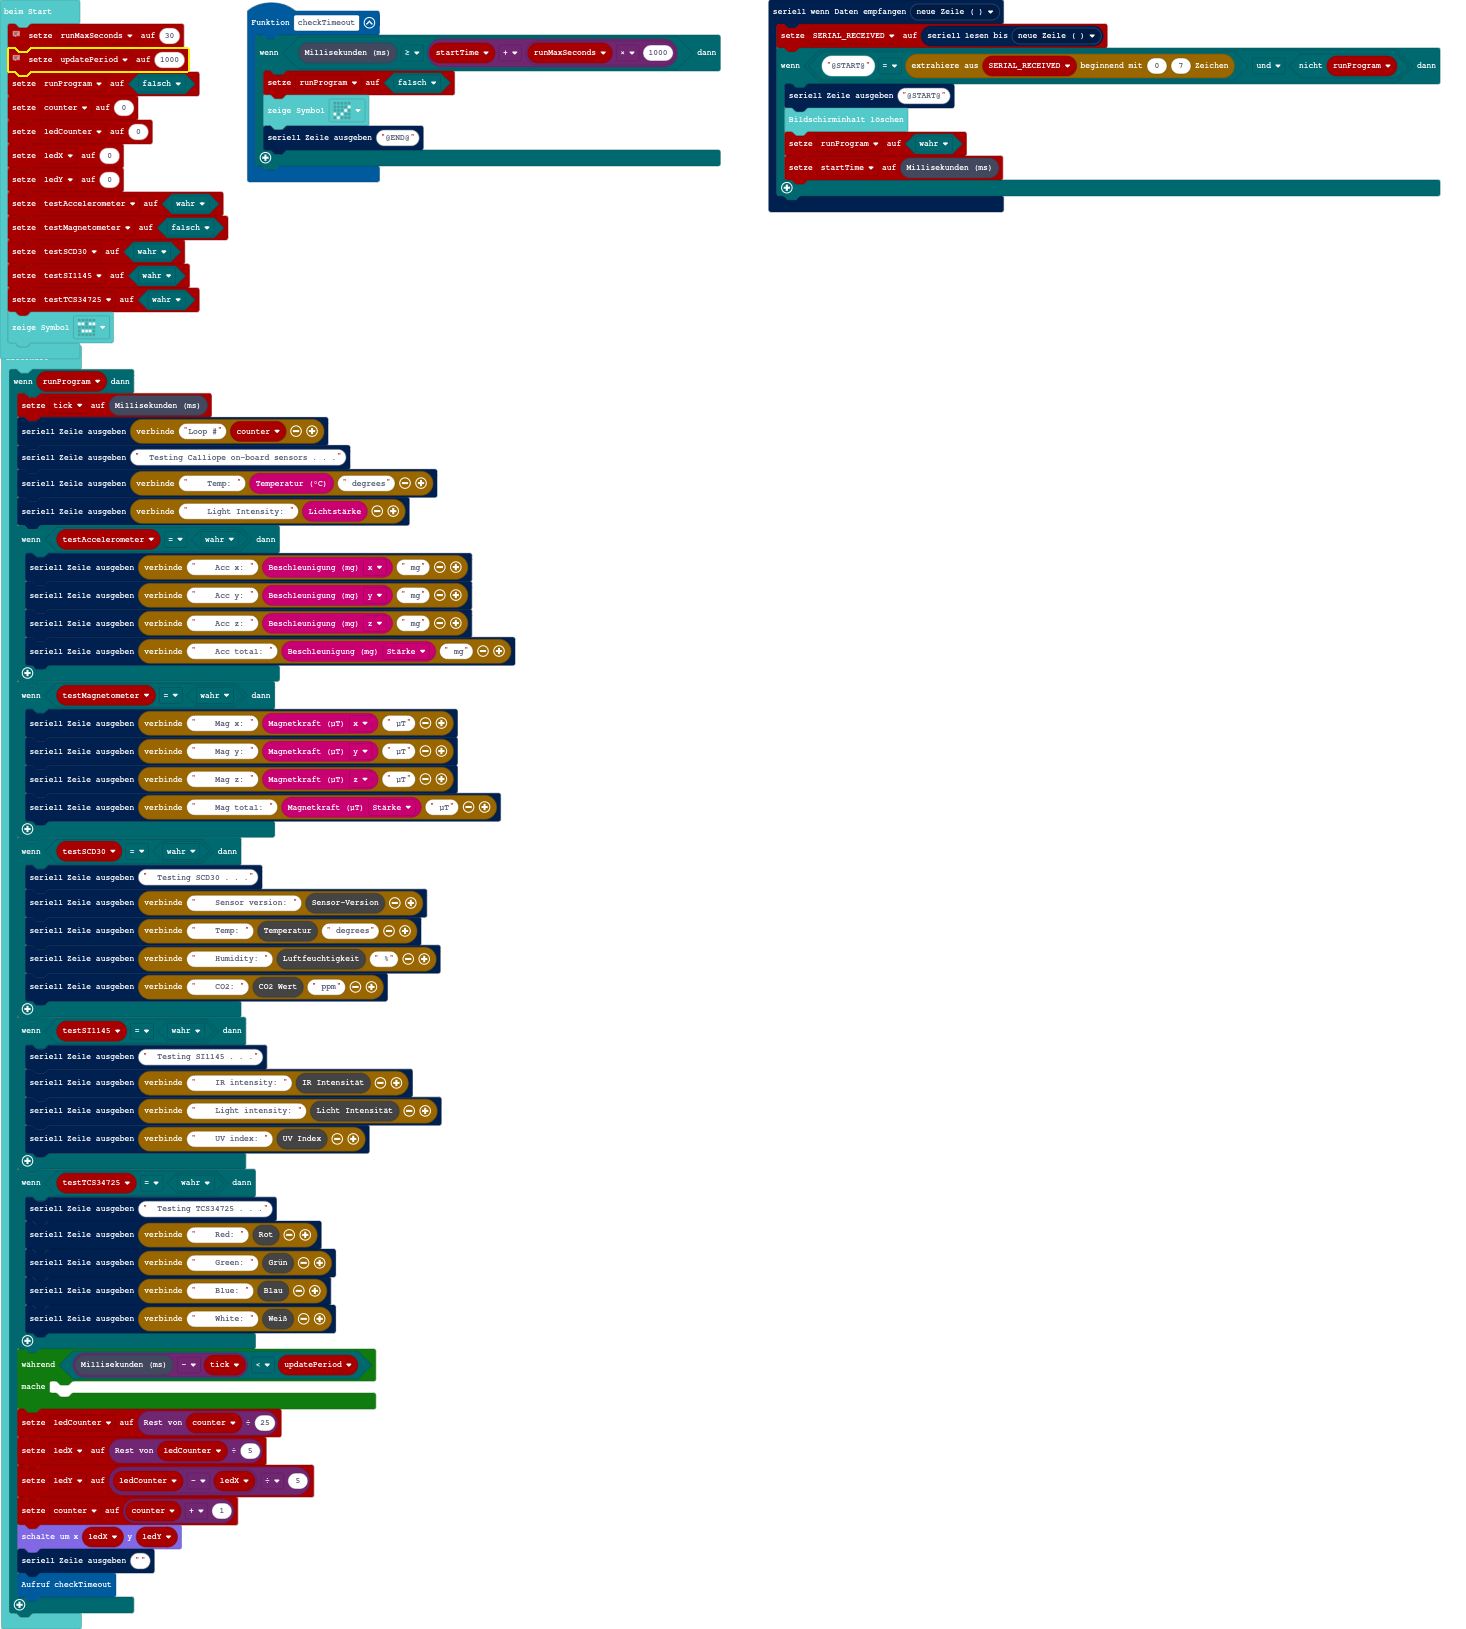 beim Start
setze runMaxSeconds auf 30
setze updatePeriod auf 1000
setze runProgram auf falsch
setze counter auf 0
setze ledCounter auf 0
setze ledX auf 0
setze ledY auf 0
setze testAccelerometer auf wahr
setze testMagnetometer auf falsch
setze testSCD30 auf wahr
setze testSI1145 auf wahr
setze testTCS34725 auf wahr
zeige Symbol
Funktion checkTimeout
wenn Millisekunden (ms) ≥ startTime + runMaxSeconds × 1000 dann
setze runProgram auf falsch
zeige Symbol
seriell Zeile ausgeben "@END@"
seriell wenn Daten empfangen neue Zeile ( )
setze SERIAL_RECEIVED auf seriell lesen bis neue Zeile ( )
wenn "@START@" = extrahiere aus SERIAL_RECEIVED beginnend mit 0 7 Zeichen und nicht runProgram dann
seriell Zeile ausgeben "@START@"
Bildschirminhalt löschen
setze runProgram auf wahr
setze startTime auf Millisekunden (ms)
wenn runProgram dann
setze tick auf Millisekunden (ms)
seriell Zeile ausgeben verbinde "Loop #" counter
seriell Zeile ausgeben " Testing Calliope on-board sensors . . ."
seriell Zeile ausgeben verbinde " Temp: " Temperatur (°C) " degrees"
seriell Zeile ausgeben verbinde " Light Intensity: " Lichtstärke
wenn testAccelerometer = wahr dann
seriell Zeile ausgeben verbinde " Acc x: " Beschleunigung (mg) x " mg"
seriell Zeile ausgeben verbinde " Acc y: " Beschleunigung (mg) y " mg"
seriell Zeile ausgeben verbinde " Acc z: " Beschleunigung (mg) z " mg"
seriell Zeile ausgeben verbinde " Acc total: " Beschleunigung (mg) Stärke " mg"
wenn testMagnetometer = wahr dann
seriell Zeile ausgeben verbinde " Mag x: " Magnetkraft (µT) x " µT"
seriell Zeile ausgeben verbinde " Mag y: " Magnetkraft (µT) y " µT"
seriell Zeile ausgeben verbinde " Mag z: " Magnetkraft (µT) z " µT"
seriell Zeile ausgeben verbinde " Mag total: " Magnetkraft (µT) Stärke " µT"
wenn testSCD30 = wahr dann
seriell Zeile ausgeben " Testing SCD30 . . ."
seriell Zeile ausgeben verbinde " Sensor version: " Sensor-Version
seriell Zeile ausgeben verbinde " Temp: " Temperatur " degrees"
seriell Zeile ausgeben verbinde " Humidity: " Luftfeuchtigkeit " %"
seriell Zeile ausgeben verbinde " CO2: " CO2 Wert " ppm"
wenn testSI1145 = wahr dann
seriell Zeile ausgeben " Testing SI1145 . . ."
seriell Zeile ausgeben verbinde " IR intensity: " IR Intensität
seriell Zeile ausgeben verbinde " Light intensity: " Licht Intensität
seriell Zeile ausgeben verbinde " UV index: " UV Index
wenn testTCS34725 = wahr dann
seriell Zeile ausgeben " Testing TCS34725 . . ."
seriell Zeile ausgeben verbinde " Red: " Rot
seriell Zeile ausgeben verbinde " Green: " Grün
seriell Zeile ausgeben verbinde " Blue: " Blau
seriell Zeile ausgeben verbinde " White: " Weiß
während Millisekunden (ms) - tick < updatePeriod
mache
setze ledCounter auf Rest von counter ÷ 25
setze ledX auf Rest von ledCounter ÷ 5
setze ledY auf ledCounter - ledX ÷ 5
setze counter auf counter + 1
schalte um x ledX y ledY
seriell Zeile ausgeben ""
Aufruf checkTimeout